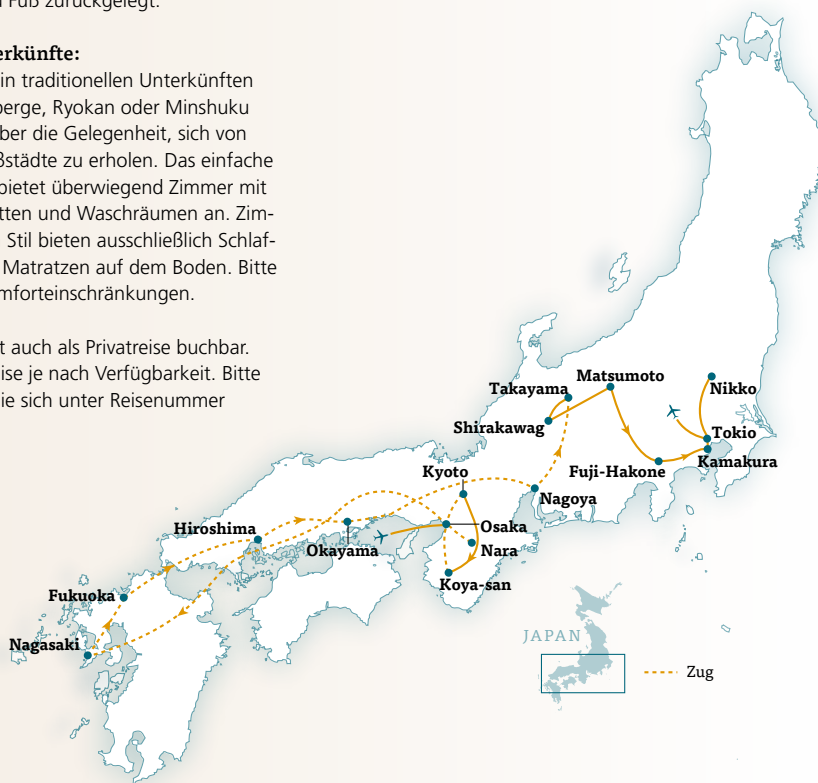 Fuß zurückgelegt.
erkünfte:
in traditionellen Unterkünften
berge, Ryokan oder Minshuku
ber die Gelegenheit, sich von
ßstädte zu erholen. Das einfache
bietet überwiegend Zimmer mit
tten und Waschräumen an. Zim-
Stil bieten ausschließlich Schlaf-
Matratzen auf dem Boden. Bitte
mforteinschränkungen.
t auch als Privatreise buchbar.
ise je nach Verfügbarkeit. Bitte
ie sich unter Reisenummer
Takayama
Matsumoto
Nikko
Shirakawag
Tokio
Fuji-Hakone
Kamakura
Kyoto
Nagoya
Hiroshima
Osaka
Okayama
Nara
Koya-san
Fukuoka
Nagasaki
JAPAN
Zug